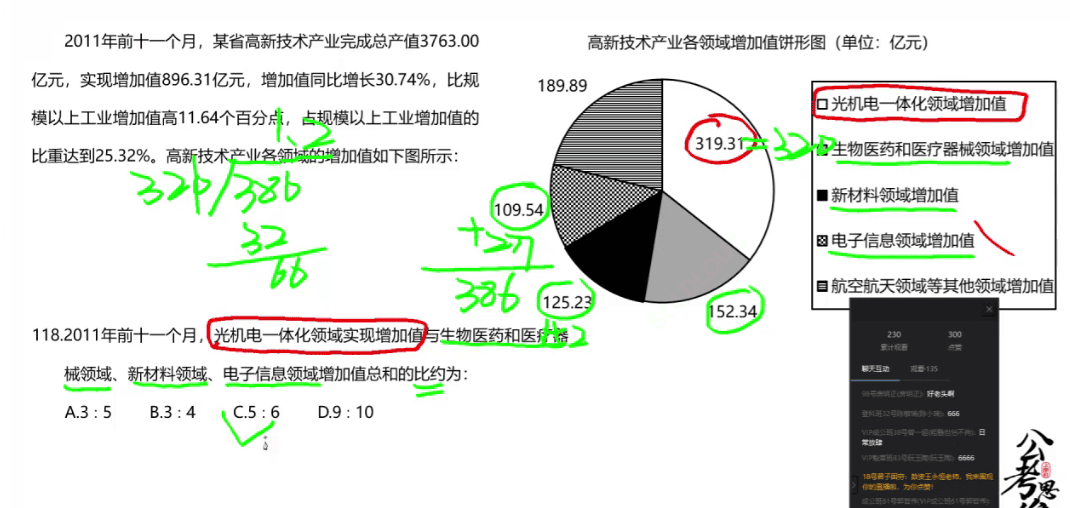 2011年前十一个月，某省高新技术产业完成总产值3763.00
亿元，实现增加值896.31亿元，增加值同比增长30.74%，比规
模以上工业增加值高11.64个百分点，占规模以上工业增加值的
比重达到25.32%。高新技术产业各领域的增加值如下图所示：
1.2
320 386
32
66
高新技术产业各领域增加值饼形图（单位：亿元）
189.89
319.31
=320
109.54
+277
386
125.23
152.34
152
光机电一体化领域增加值
生物医药和医疗器械领域增加值
新材料领域增加值
电子信息领域增加值
航空航天领域等其他领域增加值
118.2011年前十一个月，光机电一体化领域实现增加值与生物医药和医疗器
械领域、新材料领域、电子信息领域增加值总和的比约为：
A.3：5 B.3：4 C.5：6 D.9：10
230 300
累计观看 点赞
聊天互动 观看·135
好老头啊
666
日
常放肆
6666
公考思